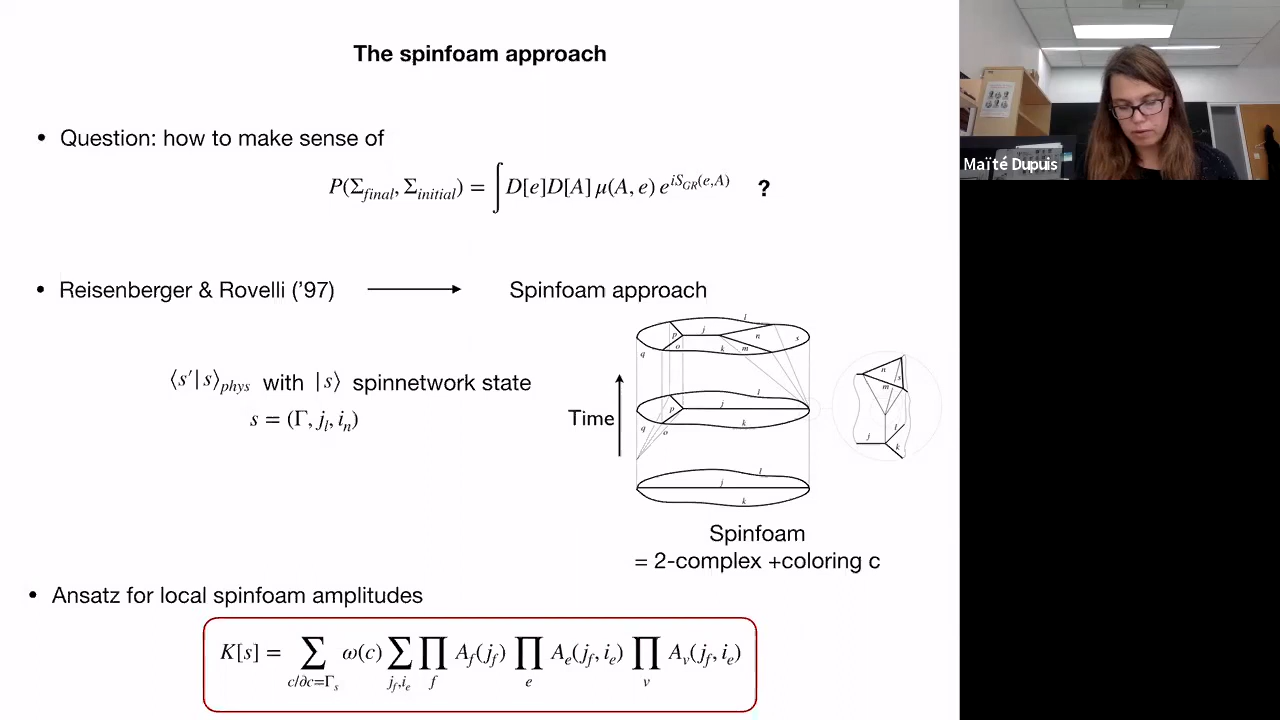 The spinfoam approach
• Question: how to make sense of
P(Σ_final, Σ_initial) = ∫ D[e]D[A] μ(A, e) e^{iS_GR(e,A)} ?
• Reisenberger & Rovelli ('97) ⟶ Spinfoam approach
⟨s′|s⟩_phys with |s⟩ spinnetwork state
s = (Γ, j_l, i_n)
Time
l
p j n s
q o k m
l
p j
q o k
l
j
k
n s
m
j l
k
Spinfoam
= 2-complex +coloring c
• Ansatz for local spinfoam amplitudes
K[s] = ∑_{c/∂c=Γ_s} ω(c) ∑_{j_f,i_e} ∏_f A_f(j_f) ∏_e A_e(j_f, i_e) ∏_v A_v(j_f, i_e)
Maïté Dupuis